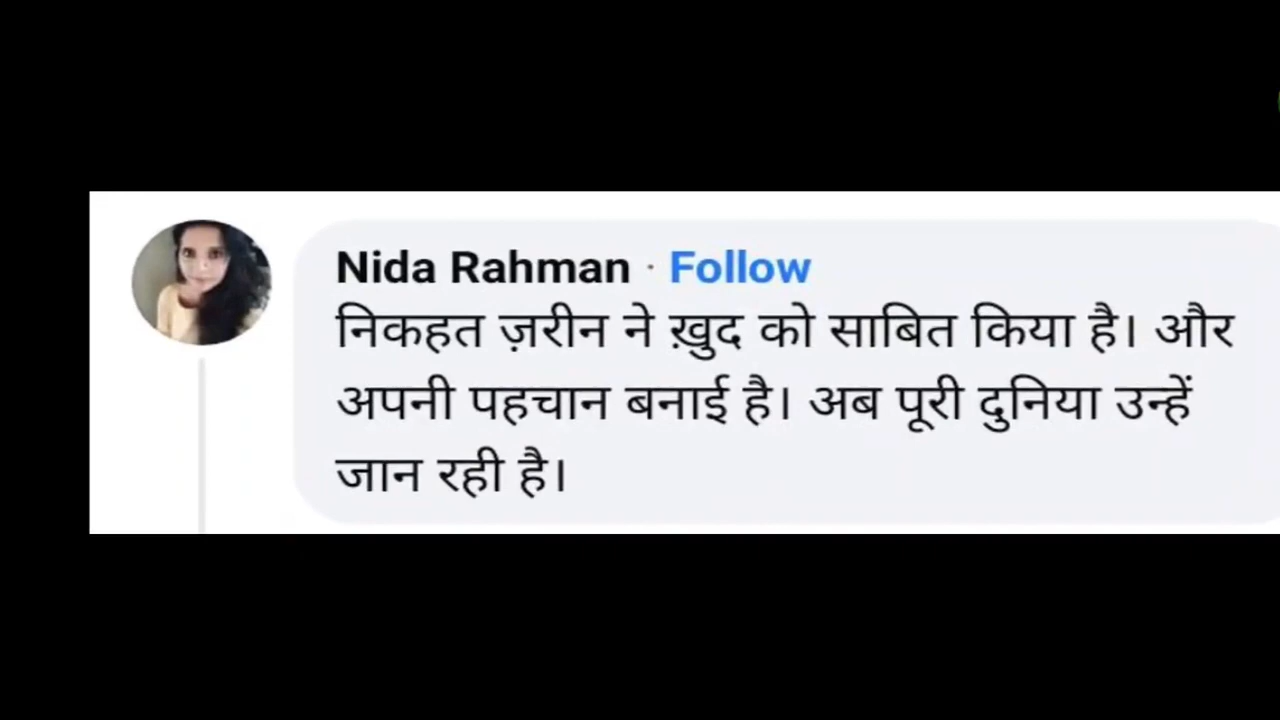 Nida Rahman · Follow
निकहत ज़रीन ने ख़ुद को साबित किया है। और
अपनी पहचान बनाई है। अब पूरी दुनिया उन्हें
जान रही है।